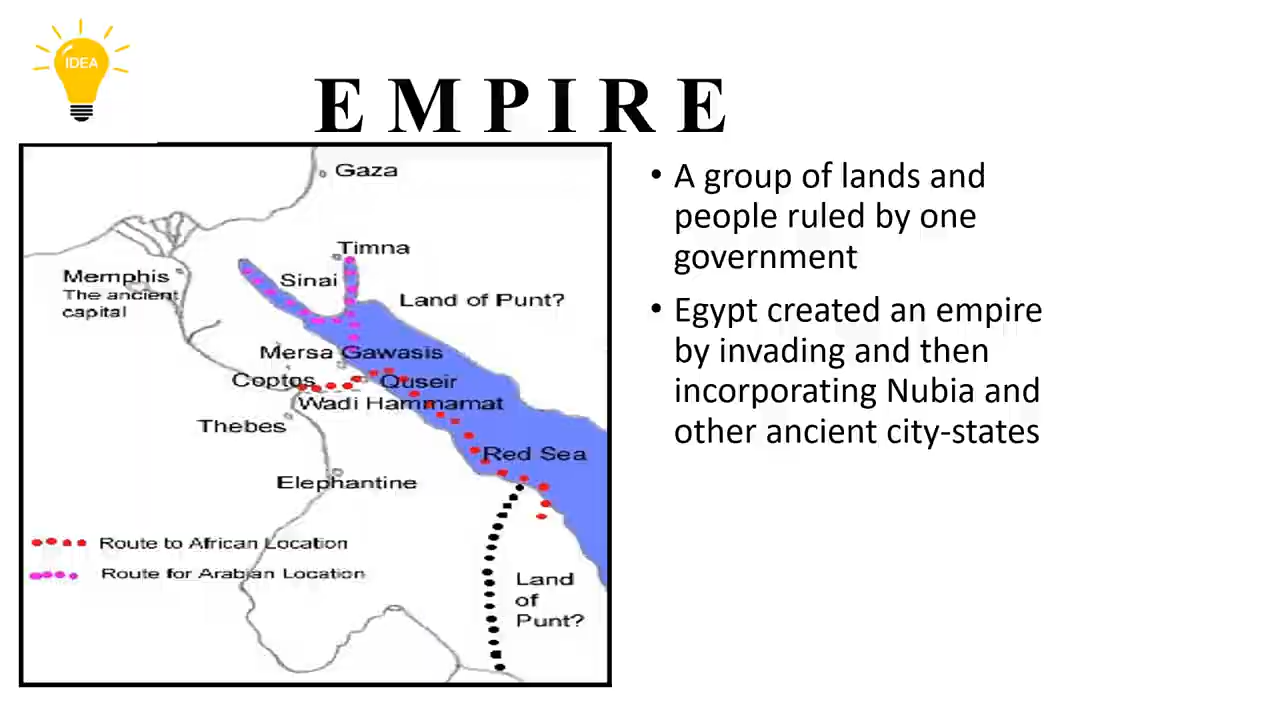 IDEA
E M P I R E
Gaza
Timna
Sinai
Memphis
The ancient
capital
Land of Punt?
Mersa Gawasis
Coptos
Quseir
Wadi Hammamat
Thebes
Red Sea
Elephantine
Route to African Location
Route for Arabian Location
Land
of
Punt?
• A group of lands and
people ruled by one
government
• Egypt created an empire
by invading and then
incorporating Nubia and
other ancient city-states